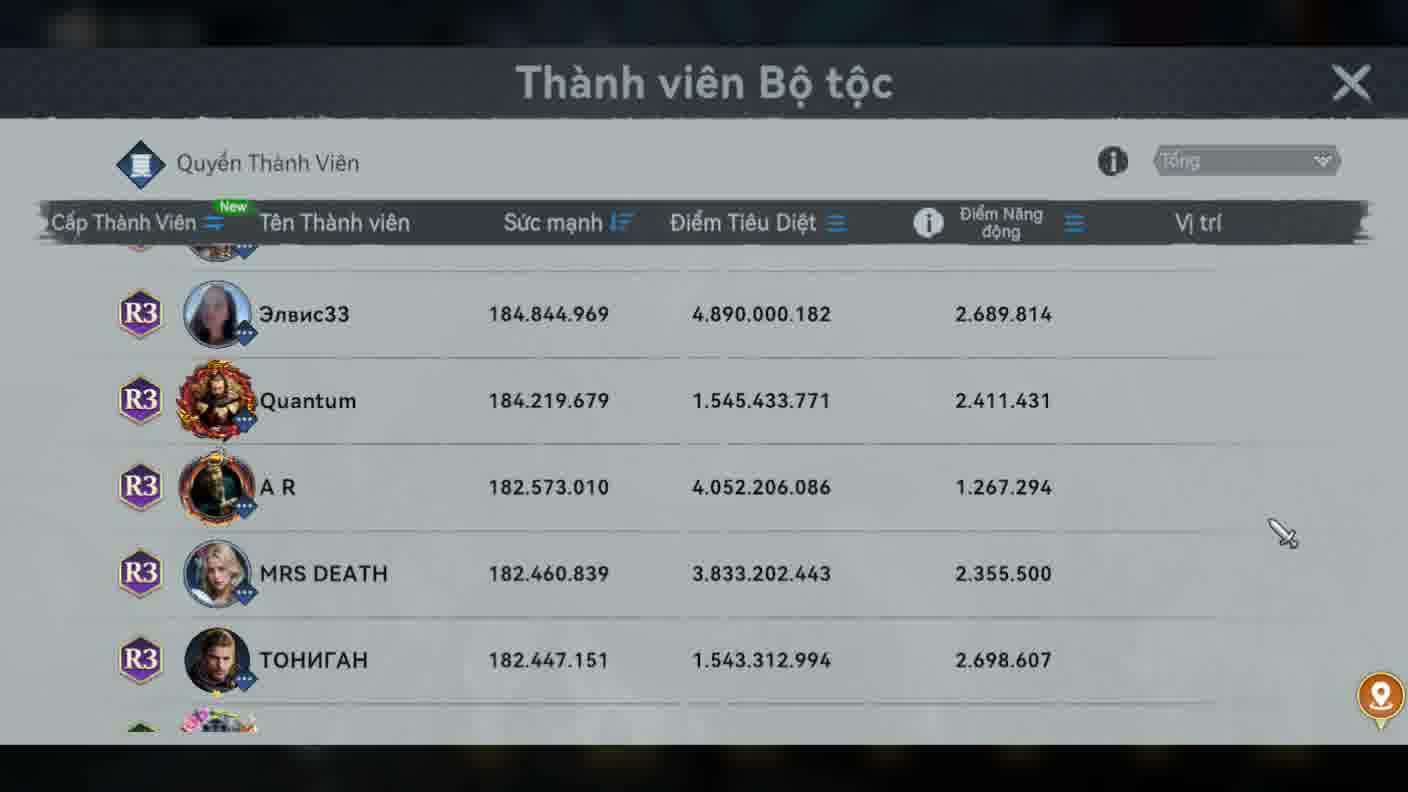 Thành viên Bộ tộc
Quyền Thành Viên
Tổng
New
Cấp Thành Viên Tên Thành viên Sức mạnh Điểm Tiêu Diệt Điểm Năng động Vị trí
R3 Элвис33 184.844.969 4.890.000.182 2.689.814
R3 Quantum 184.219.679 1.545.433.771 2.411.431
R3 A R 182.573.010 4.052.206.086 1.267.294
R3 MRS DEATH 182.460.839 3.833.202.443 2.355.500
R3 ТОНИГАН 182.447.151 1.543.312.994 2.698.607